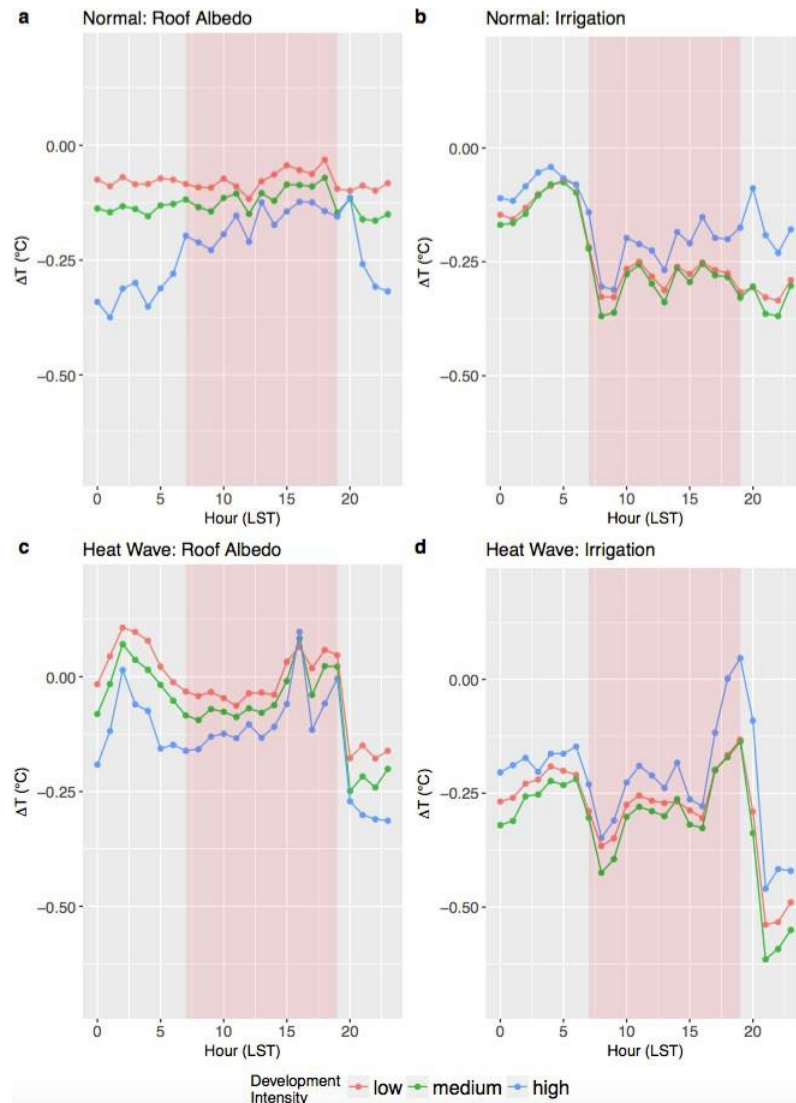 a Normal: Roof Albedo
0.00
−0.25
−0.50
ΔT (°C)
0 5 10 15 20
Hour (LST)
b Normal: Irrigation
0.00
−0.25
−0.50
ΔT (°C)
0 5 10 15 20
Hour (LST)
c Heat Wave: Roof Albedo
0.00
−0.25
−0.50
ΔT (°C)
0 5 10 15 20
Hour (LST)
d Heat Wave: Irrigation
0.00
−0.25
−0.50
ΔT (°C)
0 5 10 15 20
Hour (LST)
Development
Intensity
low medium high